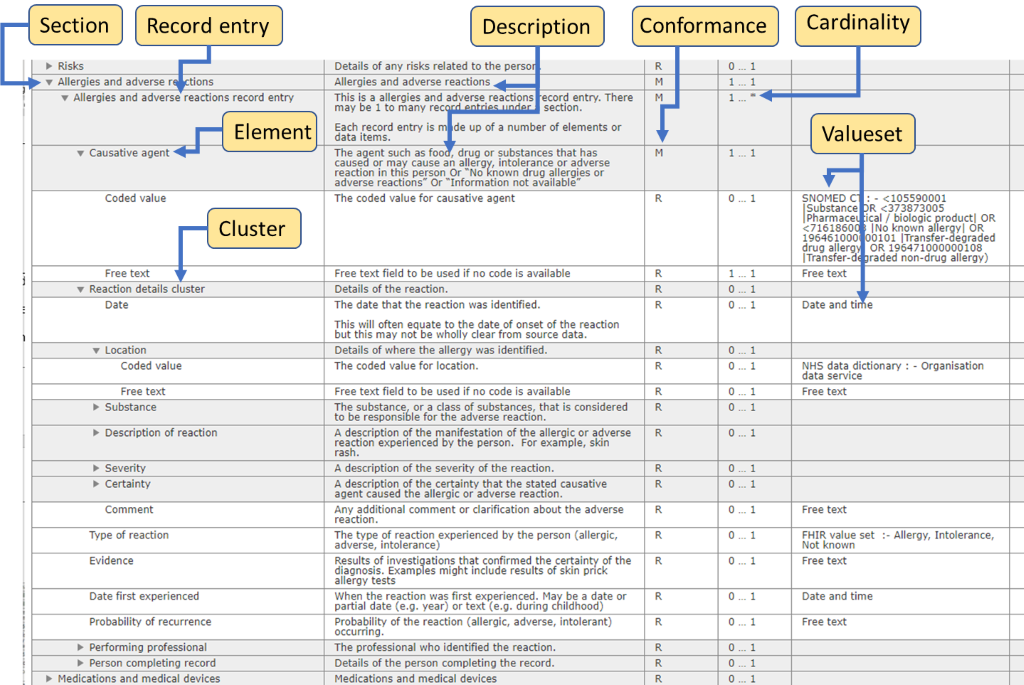 Section
Record entry
Description
Conformance
Cardinality
Risks Details of any risks related to the person. R 0 ... 1
Allergies and adverse reactions Allergies and adverse reactions M 1 ... 1
Allergies and adverse reactions record entry This is a allergies and adverse reactions record entry. There M 1 ... *
may be 1 to many record entries under a section.
Element
Each record entry is made up of a number of elements or
data items.
Valueset
Causative agent The agent such as food, drug or substances that has M 1 ... 1
caused or may cause an allergy, intolerance or adverse
reaction in this person Or “No known drug allergies or
adverse reactions” Or “Information not available”
Coded value The coded value for causative agent R 0 ... 1 SNOMED CT : - <105590001
|Substance OR <373873005
|Pharmaceutical / biologic product| OR
<716186003 |No known allergy| OR
196461000000101 |Transfer-degraded
drug allergy| OR 196471000000108
|Transfer-degraded non-drug allergy)
Cluster
Free text Free text field to be used if no code is available R 1 ... 1 Free text
Reaction details cluster Details of the reaction. R 0 ... 1
Date The date that the reaction was identified. R 0 ... 1 Date and time
This will often equate to the date of onset of the reaction
but this may not be wholly clear from source data.
Location Details of where the allergy was identified. R 0 ... 1
Coded value The coded value for location. R 0 ... 1 NHS data dictionary : - Organisation
data service
Free text Free text field to be used if no code is available R 0 ... 1 Free text
Substance The substance, or a class of substances, that is considered R 0 ... 1
to be responsible for the adverse reaction.
Description of reaction A description of the manifestation of the allergic or adverse R 0 ... 1
reaction experienced by the person. For example, skin
rash.
Severity A description of the severity of the reaction. R 0 ... 1
Certainty A description of the certainty that the stated causative R 0 ... 1
agent caused the allergic or adverse reaction.
Comment Any additional comment or clarification about the adverse R 0 ... 1 Free text
reaction.
Type of reaction The type of reaction experienced by the person (allergic, R 0 ... 1 FHIR value set :- Allergy, Intolerance,
adverse, intolerance) Not known
Evidence Results of investigations that confirmed the certainty of the R 0 ... 1 Free text
diagnosis. Examples might include results of skin prick
allergy tests
Date first experienced When the reaction was first experienced. May be a date or R 0 ... 1 Date and time
partial date (e.g. year) or text (e.g. during childhood)
Probability of recurrence Probability of the reaction (allergic, adverse, intolerant) R 0 ... 1 Free text
occurring.
Performing professional The professional who identified the reaction. R 0 ... 1
Person completing record Details of the person completing the record. R 0 ... 1
Medications and medical devices Medications and medical devices R 0 ... 1